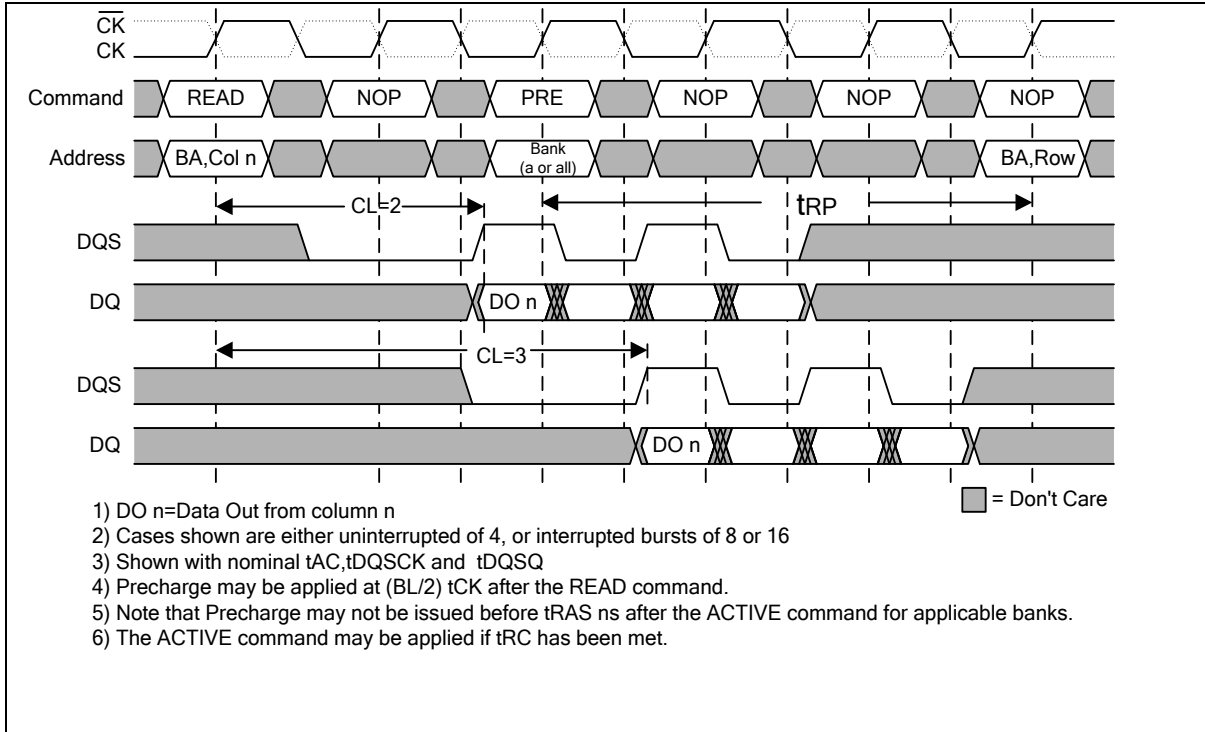 CK
CK
Command READ NOP PRE NOP NOP NOP
Address BA,Col n Bank (a or all) BA,Row
CL=2 tRP
DQS
DQ DO n
CL=3
DQS
DQ DO n
= Don't Care
1) DO n=Data Out from column n
2) Cases shown are either uninterrupted of 4, or interrupted bursts of 8 or 16
3) Shown with nominal tAC,tDQSCK and tDQSQ
4) Precharge may be applied at (BL/2) tCK after the READ command.
5) Note that Precharge may not be issued before tRAS ns after the ACTIVE command for applicable banks.
6) The ACTIVE command may be applied if tRC has been met.